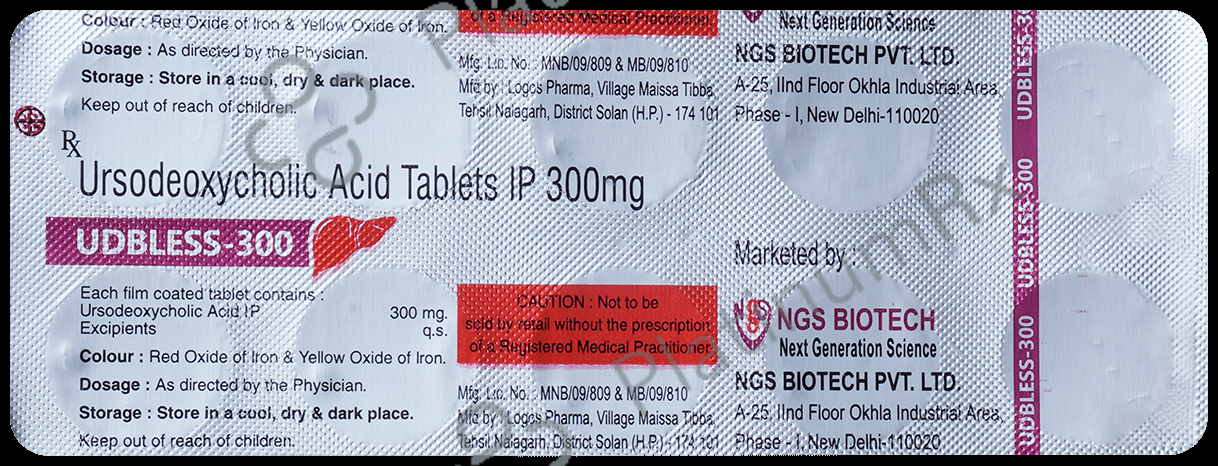 Colour : Red Oxide of Iron & Yellow Oxide of Iron.
Dosage : As directed by the Physician.
Storage : Store in a cool, dry & dark place.
Keep out of reach of children.
of a Registered Medical Practitioner.
Mfg. Lic. No. : MNB/09/809 & MB/09/810
Mfd by : Logos Pharma, Village Maissa Tibba,
Tehsil Nalagarh, District Solan (H.P.) - 174 101
Next Generation Science
NGS BIOTECH PVT. LTD.
A-25, IInd Floor Okhla Industrial Area,
Phase - I, New Delhi-110020
Rx
Ursodeoxycholic Acid Tablets IP 300mg
UDBLESS-300
Each film coated tablet contains :
Ursodeoxycholic Acid IP 300 mg.
Excipients q.s.
Colour : Red Oxide of Iron & Yellow Oxide of Iron.
Dosage : As directed by the Physician.
Storage : Store in a cool, dry & dark place.
Keep out of reach of children.
CAUTION : Not to be
sold by retail without the prescription
of a Registered Medical Practitioner.
Mfg. Lic. No. : MNB/09/809 & MB/09/810
Mfd by : Logos Pharma, Village Maissa Tibba,
Tehsil Nalagarh, District Solan (H.P.) - 174 101
Marketed by :
NGS
NGS BIOTECH
Next Generation Science
NGS BIOTECH PVT. LTD.
A-25, IInd Floor Okhla Industrial Area,
Phase - I, New Delhi-110020
UDBLESS-300
UDBLESS-300
UDBLESS-300
PlatinumRx